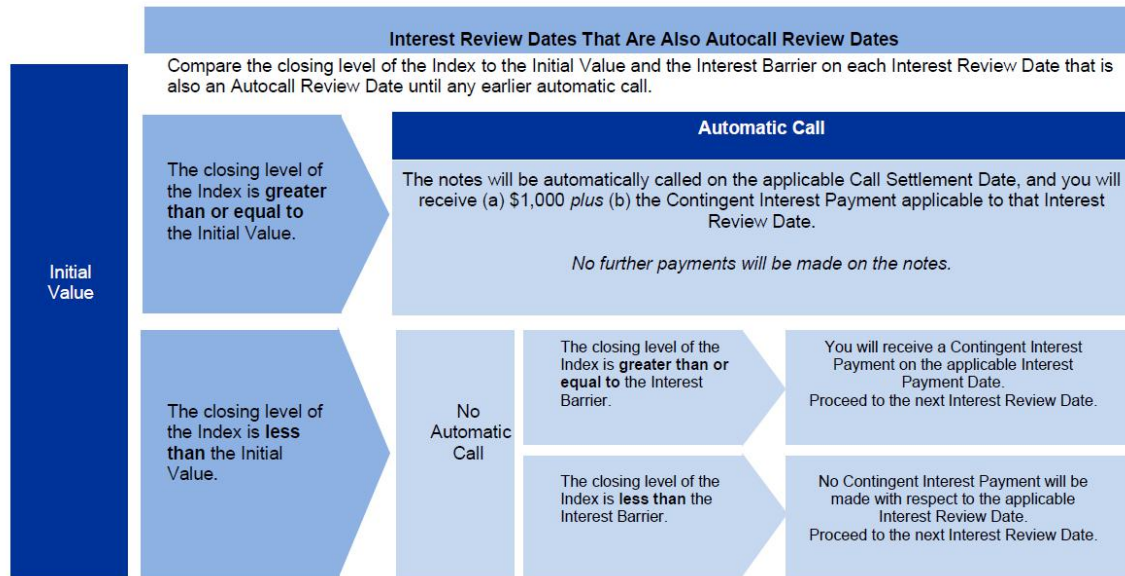 Interest Review Dates That Are Also Autocall Review Dates
Compare the closing level of the Index to the Initial Value and the Interest Barrier on each Interest Review Date that is
also an Autocall Review Date until any earlier automatic call.
Initial
Value
The closing level of
the Index is greater
than or equal to
the Initial Value.
Automatic Call
The notes will be automatically called on the applicable Call Settlement Date, and you will
receive (a) $1,000 plus (b) the Contingent Interest Payment applicable to that Interest
Review Date.
No further payments will be made on the notes.
The closing level of
the Index is less
than the Initial
Value.
No
Automatic
Call
The closing level of the
Index is greater than or
equal to the Interest
Barrier.
You will receive a Contingent Interest
Payment on the applicable Interest
Payment Date.
Proceed to the next Interest Review Date.
The closing level of the
Index is less than the
Interest Barrier.
No Contingent Interest Payment will be
made with respect to the applicable
Interest Review Date.
Proceed to the next Interest Review Date.